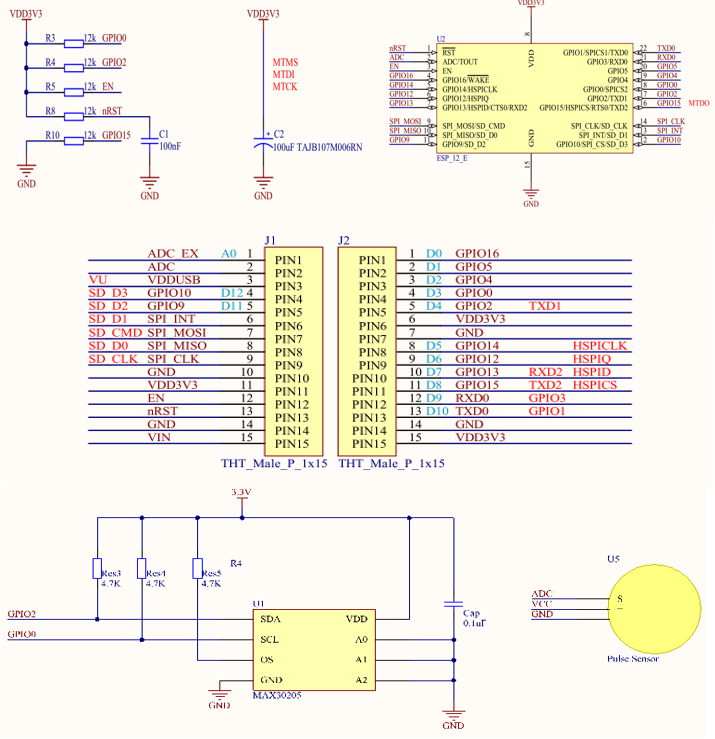 VDD3V3
R3 12k GPIO0
R4 12k GPIO2
R5 12k EN
R8 12k nRST
R10 12k GPIO15
C1
100nF
GND
GND
VDD3V3
MTMS
MTDI
MTCK
+ C2
100uF TAJB107M006RN
GND
VDD3V3
8
U2
nRST 1 RST VDD GPIO1/SPICS1/TXD0 22 TXD0
ADC 2 ADC/TOUT GPIO3/RXD0 21 RXD0
EN 3 EN GPIO5 20 GPIO5
GPIO16 4 GPIO16/WAKE GPIO4 19 GPIO4
GPIO14 5 GPIO14/HSPICLK GPIO0/SPICS2 18 GPIO0
GPIO12 6 GPIO12/HSPIQ GPIO2/TXD1 17 GPIO2
GPIO13 7 GPIO13/HSPID/CTS0/RXD2 GPIO15/HSPICS/RTS0/TXD2 16 GPIO15 MTDO
SPI_MOSI 9 SPI_MOSI/SD_CMD GND SPI_CLK/SD_CLK 14 SPI_CLK
SPI_MISO 10 SPI_MISO/SD_D0 SPI_INT/SD_D1 13 SPI_INT
GPIO9 11 GPIO9/SD_D2 GPIO10/SPI_CS/SD_D3 12 GPIO10
ESP_12_E
15
GND
J1
ADC_EX A0 1 PIN1
ADC 2 PIN2
VU VDDUSB 3 PIN3
SD_D3 GPIO10 D12 4 PIN4
SD_D2 GPIO9 D11 5 PIN5
SD_D1 SPI_INT 6 PIN6
SD_CMD SPI_MOSI 7 PIN7
SD_D0 SPI_MISO 8 PIN8
SD_CLK SPI_CLK 9 PIN9
GND 10 PIN10
VDD3V3 11 PIN11
EN 12 PIN12
nRST 13 PIN13
GND 14 PIN14
VIN 15 PIN15
THT_Male_P_1x15
J2
PIN1 1 D0 GPIO16
PIN2 2 D1 GPIO5
PIN3 3 D2 GPIO4
PIN4 4 D3 GPIO0
PIN5 5 D4 GPIO2 TXD1
PIN6 6 VDD3V3
PIN7 7 GND
PIN8 8 D5 GPIO14 HSPICLK
PIN9 9 D6 GPIO12 HSPIQ
PIN10 10 D7 GPIO13 RXD2 HSPID
PIN11 11 D8 GPIO15 TXD2 HSPICS
PIN12 12 D9 RXD0 GPIO3
PIN13 13 D10 TXD0 GPIO1
PIN14 14 GND
PIN15 15 VDD3V3
THT_Male_P_1x15
3.3V
Res3
4.7K
Res4
4.7K
Res5
4.7K
R4
GPIO2
GPIO0
U1
SDA VDD
SCL A0
OS A1
GND A2
MAX30205
GND
Cap
0.1uF
GND
U5
ADC S
VCC
GND –
Pulse Sensor